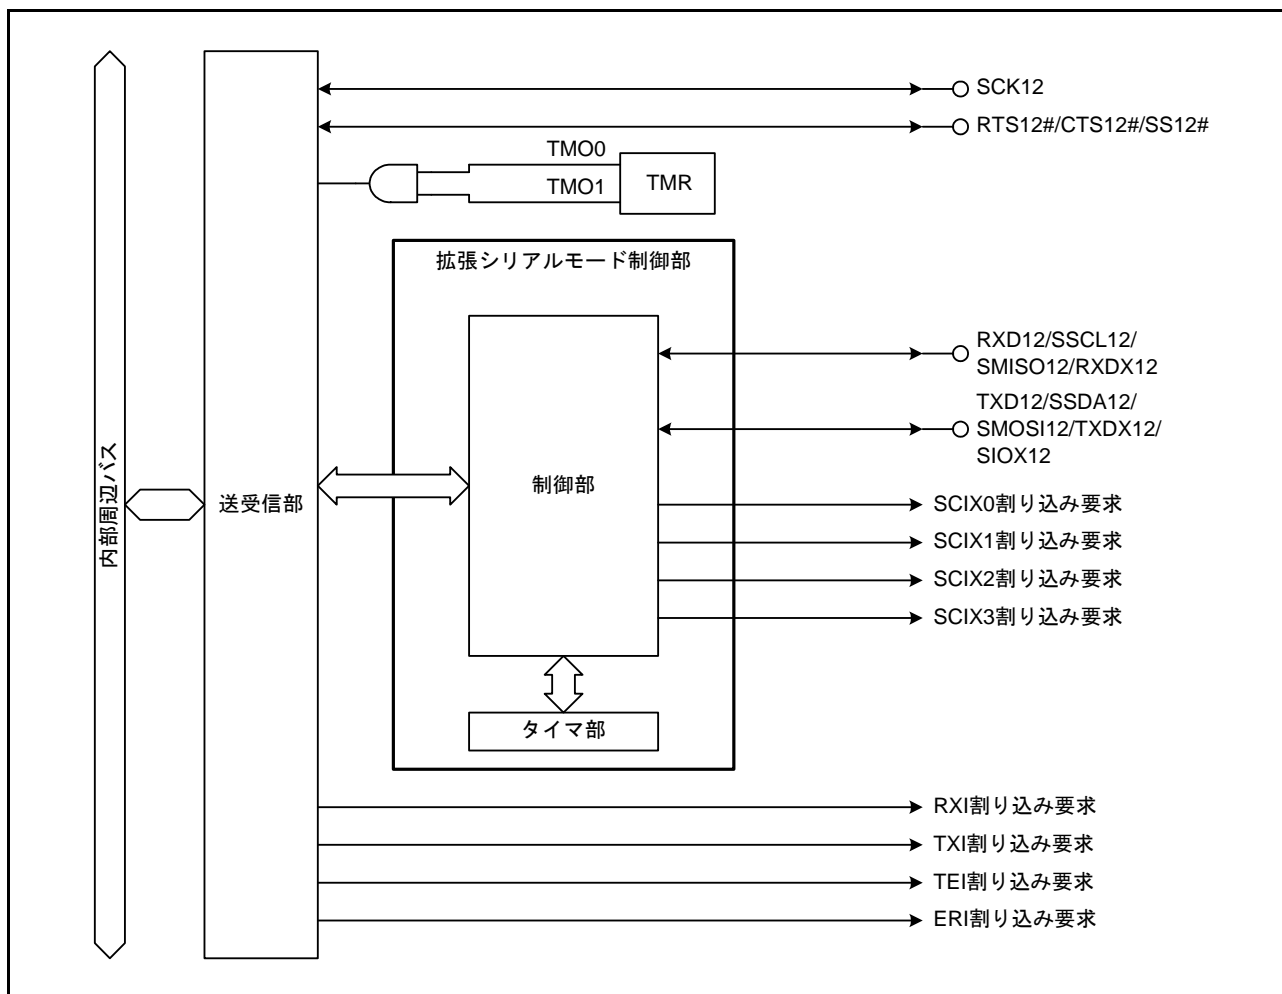 SCK12
RTS12#/CTS12#/SS12#
TMO0
TMO1
TMR
拡張シリアルモード制御部
RXD12/SSCL12/
SMISO12/RXDX12
TXD12/SSDA12/
SMOSI12/TXDX12/
SIOX12
内部周辺バス
送受信部
制御部
SCIX0割り込み要求
SCIX1割り込み要求
SCIX2割り込み要求
SCIX3割り込み要求
タイマ部
RXI割り込み要求
TXI割り込み要求
TEI割り込み要求
ERI割り込み要求